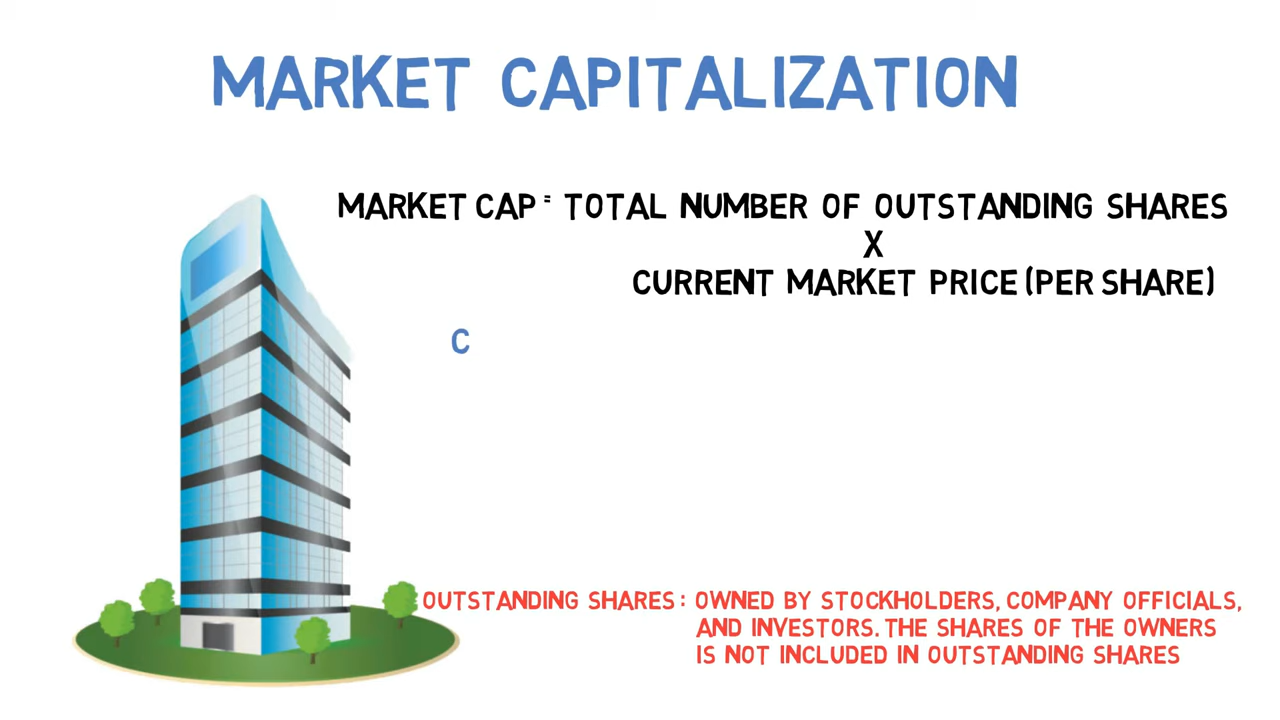 MARKET CAPITALIZATION
MARKET CAP = TOTAL NUMBER OF OUTSTANDING SHARES
X
CURRENT MARKET PRICE (PER SHARE)
C
OUTSTANDING SHARES : OWNED BY STOCKHOLDERS, COMPANY OFFICIALS,
AND INVESTORS. THE SHARES OF THE OWNERS
IS NOT INCLUDED IN OUTSTANDING SHARES